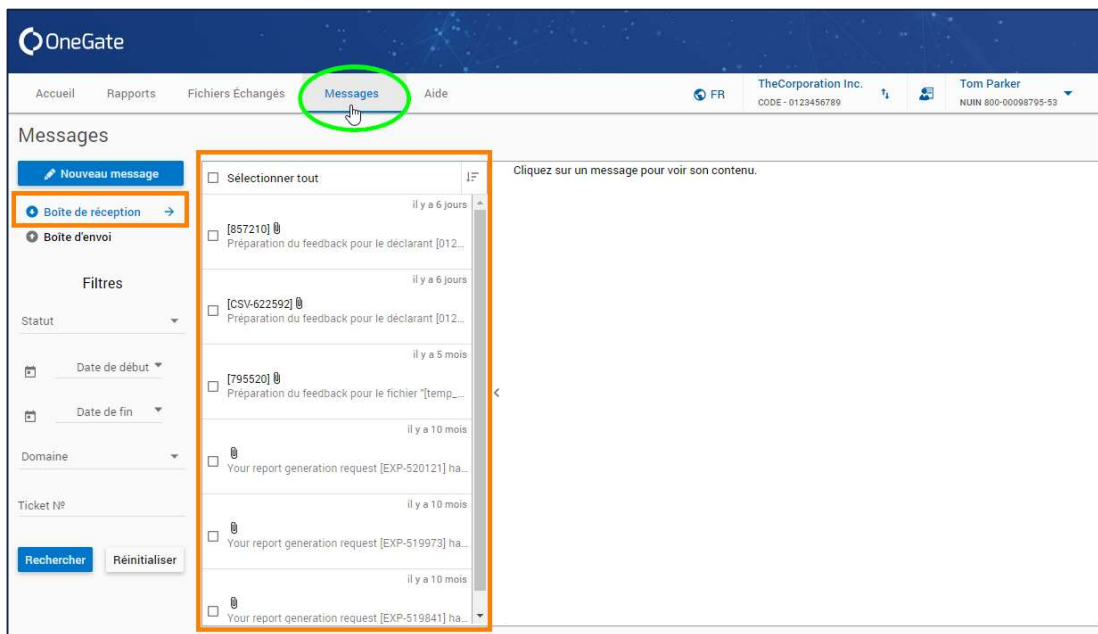 OneGate
Accueil Rapports Fichiers Échangés Messages Aide FR TheCorporation Inc. CODE - 0123456789 Tom Parker NUIN 800-00098795-53
Messages
Nouveau message
Boîte de réception
Boîte d'envoi
Filtres
Statut
Date de début
Date de fin
Domaine
Ticket Nº
Rechercher Réinitialiser
Sélectionner tout
il y a 6 jours
[857210]
Préparation du feedback pour le déclarant [012...
il y a 6 jours
[CSV-622592]
Préparation du feedback pour le déclarant [012...
il y a 5 mois
[795520]
Préparation du feedback pour le fichier "[temp_...
il y a 10 mois
Your report generation request [EXP-520121] ha...
il y a 10 mois
Your report generation request [EXP-519973] ha...
il y a 10 mois
Your report generation request [EXP-519841] ha...
Cliquez sur un message pour voir son contenu.